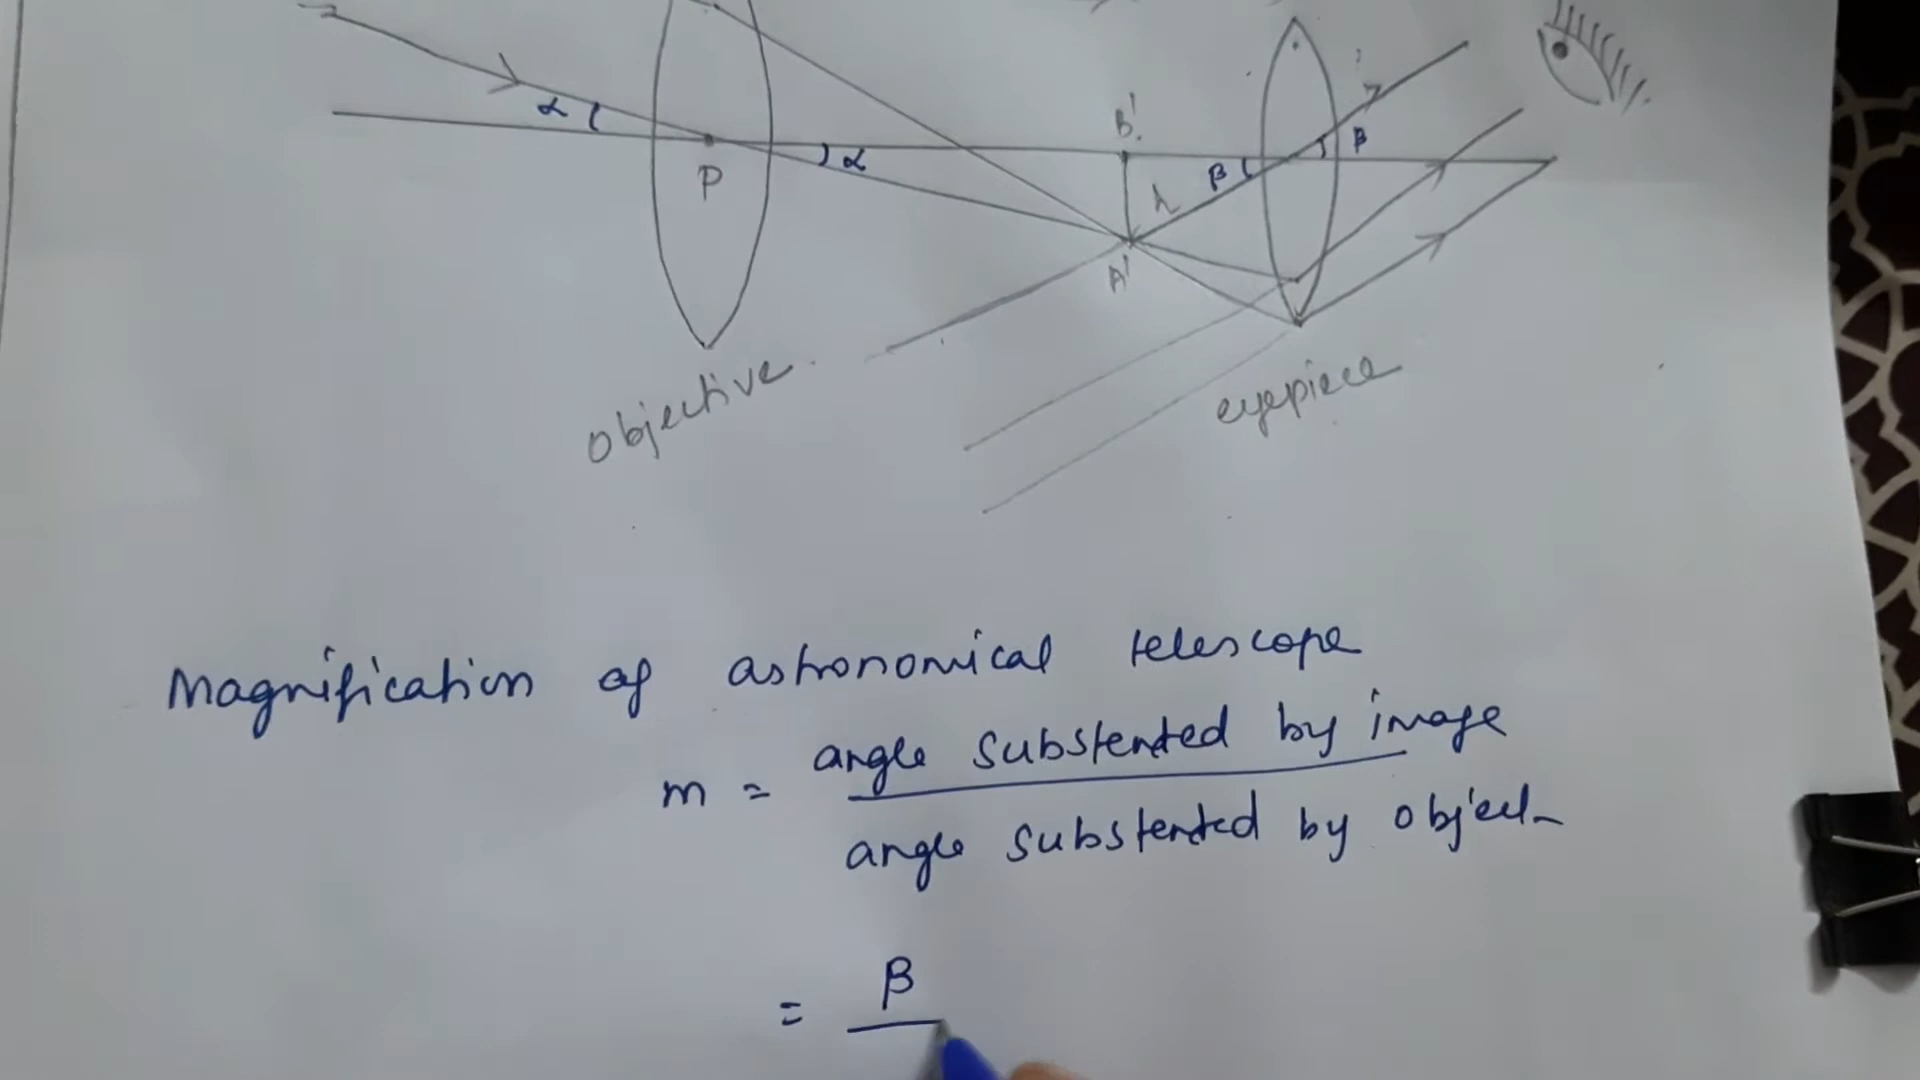 α
α
P
B'
β
β
A'
objective
eyepiece
Magnification of astronomical telescope
m = angle substented by image
angle substented by object
= β